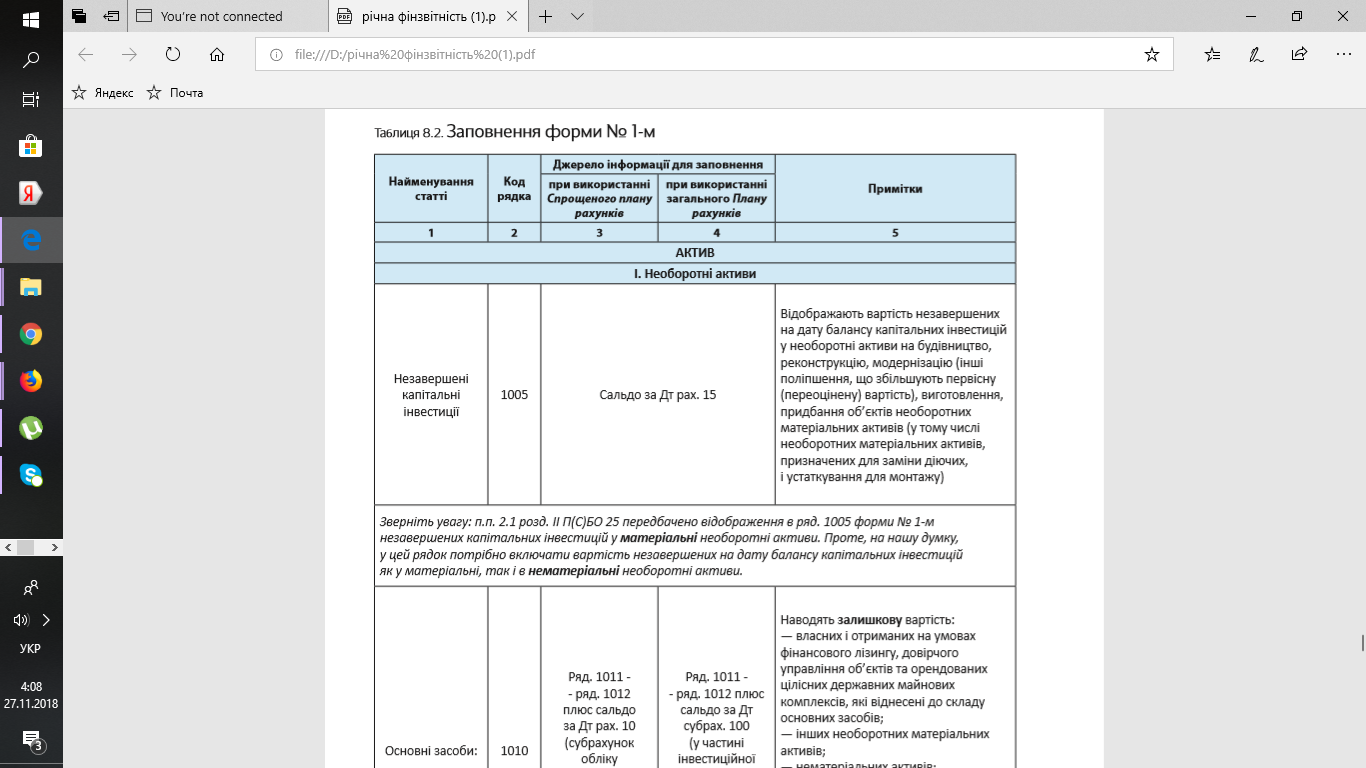 You're not connected
річна фінзвітність (1).p
file:///D:/річна%20фінзвітність%20(1).pdf
Яндекс
Почта
Таблиця 8.2. Заповнення форми № 1-м
Найменування
статті
Код
рядка
Джерело інформації для заповнення
при використанні
Спрощеного плану
рахунків
при використанні
загального Плану
рахунків
Примітки
1 2 3 4 5
АКТИВ
І. Необоротні активи
Незавершені
капітальні
інвестиції
1005
Сальдо за Дт рах. 15
Відображають вартість незавершених
на дату балансу капітальних інвестицій
у необоротні активи на будівництво,
реконструкцію, модернізацію (інші
поліпшення, що збільшують первісну
(переоцінену) вартість), виготовлення,
придбання об’єктів необоротних
матеріальних активів (у тому числі
необоротних матеріальних активів,
призначених для заміни діючих,
і устаткування для монтажу)
Зверніть увагу: п.п. 2.1 розд. ІІ П(С)БО 25 передбачено відображення в ряд. 1005 форми № 1-м
незавершених капітальних інвестицій у матеріальні необоротні активи. Проте, на нашу думку,
у цей рядок потрібно включати вартість незавершених на дату балансу капітальних інвестицій
як у матеріальні, так і в нематеріальні необоротні активи.
Основні засоби:
1010
Ряд. 1011 -
- ряд. 1012
плюс сальдо
за Дт рах. 10
(субрахунок
обліку
Ряд. 1011 -
- ряд. 1012 плюс
сальдо за Дт
субрах. 100
(у частині
інвестиційної
Наводять залишкову вартість:
— власних і отриманих на умовах
фінансового лізингу, довірчого
управління об’єктів та орендованих
цілісних державних майнових
комплексів, які віднесені до складу
основних засобів;
— інших необоротних матеріальних
активів;
— нематеріальних активів;
УКР
4:08
27.11.2018
3